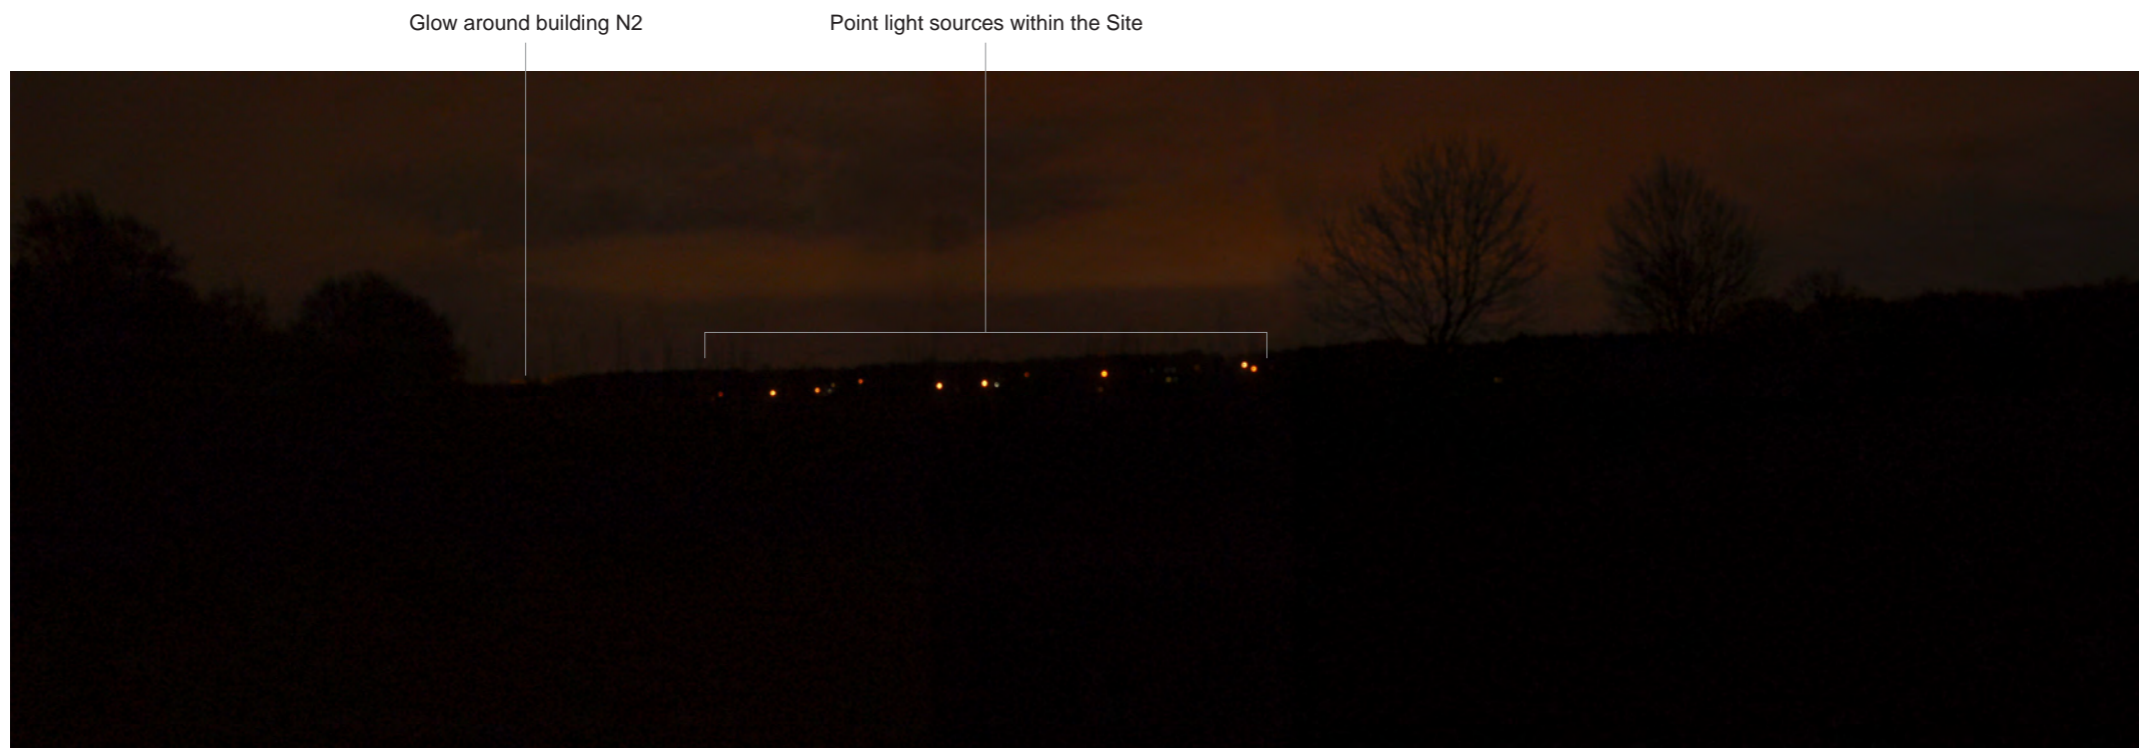 Glow around building N2
Point light sources within the Site